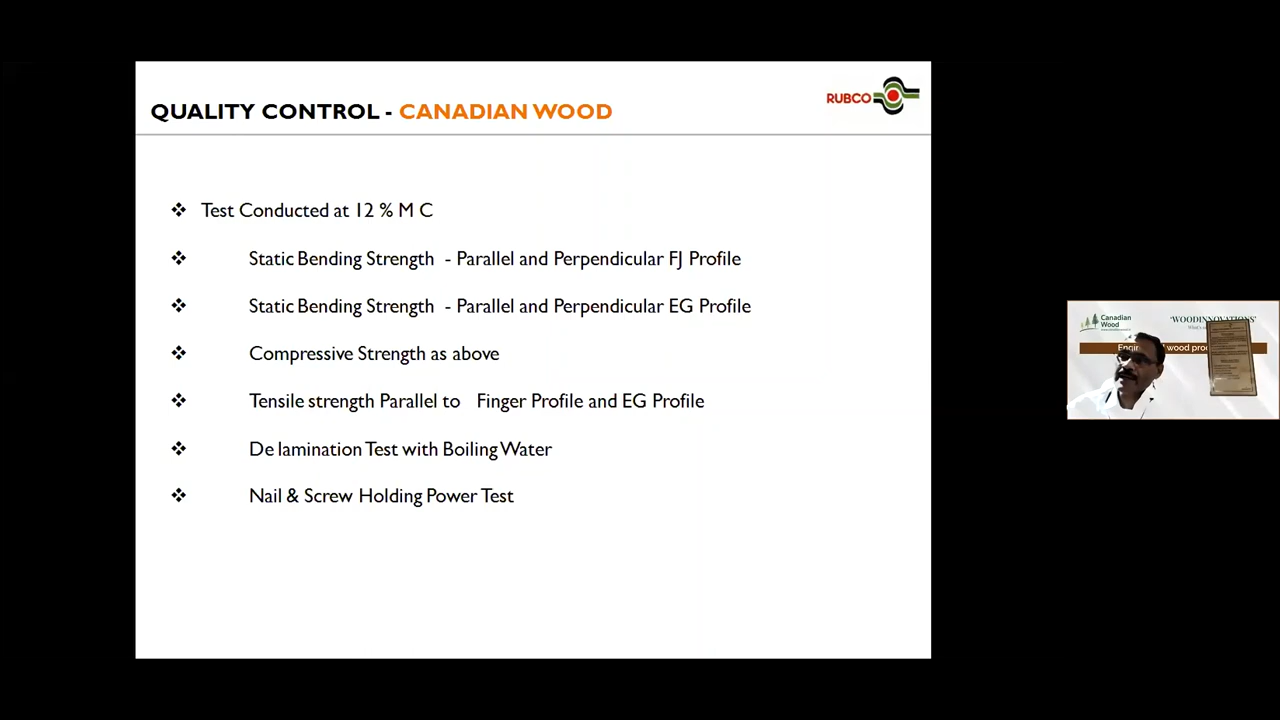 QUALITY CONTROL - CANADIAN WOOD
RUBCO
❖ Test Conducted at 12 % M C
❖ Static Bending Strength - Parallel and Perpendicular FJ Profile
❖ Static Bending Strength - Parallel and Perpendicular EG Profile
❖ Compressive Strength as above
❖ Tensile strength Parallel to Finger Profile and EG Profile
❖ De lamination Test with Boiling Water
❖ Nail & Screw Holding Power Test
Canadian
Wood
'WOODINNOVATIONS'
wood